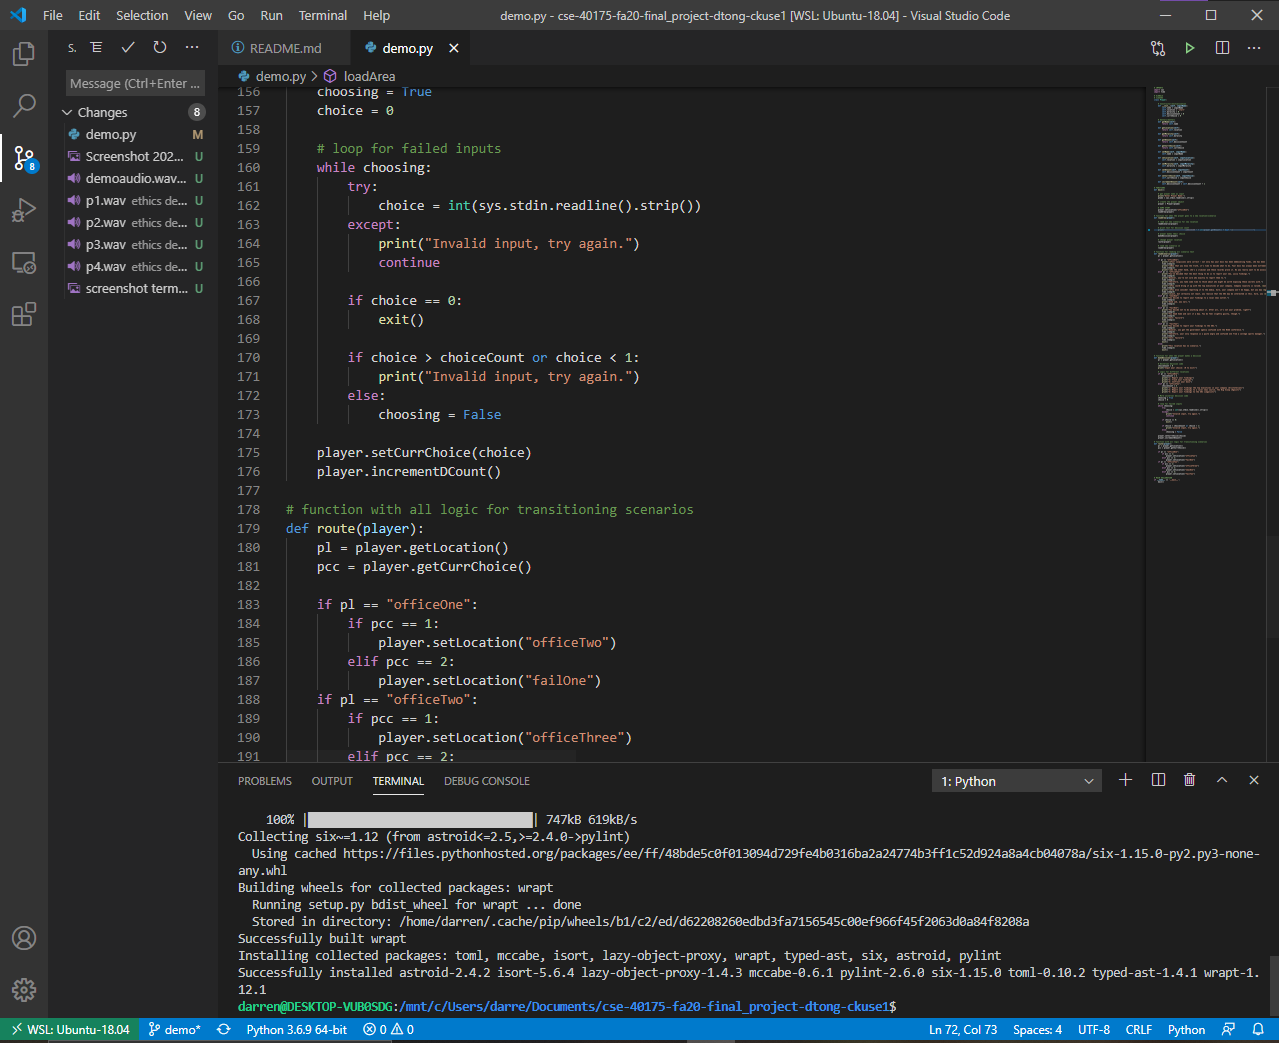 File Edit Selection View Go Run Terminal Help demo.py - cse-40175-fa20-final_project-dtong-ckuse1 [WSL: Ubuntu-18.04] - Visual Studio Code
S.
Message (Ctrl+Enter ...
Changes 8
demo.py M
Screenshot 202... U
demoaudio.wav... U
p1.wav ethics de... U
p2.wav ethics de... U
p3.wav ethics de... U
p4.wav ethics de... U
screenshot term... U
8
README.md demo.py
demo.py > loadArea
156 choosing = True
157 choice = 0
158
159 # loop for failed inputs
160 while choosing:
161 try:
162 choice = int(sys.stdin.readline().strip())
163 except:
164 print("Invalid input, try again.")
165 continue
166
167 if choice == 0:
168 exit()
169
170 if choice > choiceCount or choice < 1:
171 print("Invalid input, try again.")
172 else:
173 choosing = False
174
175 player.setCurrChoice(choice)
176 player.incrementDCount()
177
178 # function with all logic for transitioning scenarios
179 def route(player):
180 pl = player.getLocation()
181 pcc = player.getCurrChoice()
182
183 if pl == "officeOne":
184 if pcc == 1:
185 player.setLocation("officeTwo")
186 elif pcc == 2:
187 player.setLocation("failOne")
188 if pl == "officeTwo":
189 if pcc == 1:
190 player.setLocation("officeThree")
191 elif pcc == 2:
PROBLEMS OUTPUT TERMINAL DEBUG CONSOLE 1: Python
100% | | 747kB 619kB/s
Collecting six~=1.12 (from astroid<=2.5,>=2.4.0->pylint)
Using cached https://files.pythonhosted.org/packages/ee/ff/48bde5c0f013094d729fe4b0316ba2a24774b3ff1c52d924a8a4cb04078a/six-1.15.0-py2.py3-none-
any.whl
Building wheels for collected packages: wrapt
Running setup.py bdist_wheel for wrapt ... done
Stored in directory: /home/darren/.cache/pip/wheels/b1/c2/ed/d62208260edbd3fa7156545c00ef966f45f2063d0a84f8208a
Successfully built wrapt
Installing collected packages: toml, mccabe, isort, lazy-object-proxy, wrapt, typed-ast, six, astroid, pylint
Successfully installed astroid-2.4.2 isort-5.6.4 lazy-object-proxy-1.4.3 mccabe-0.6.1 pylint-2.6.0 six-1.15.0 toml-0.10.2 typed-ast-1.4.1 wrapt-1.
12.1
darren@DESKTOP-VUB0SDG:/mnt/c/Users/darre/Documents/cse-40175-fa20-final_project-dtong-ckuse1$
WSL: Ubuntu-18.04 demo* Python 3.6.9 64-bit 0 0 Ln 72, Col 73 Spaces: 4 UTF-8 CRLF Python